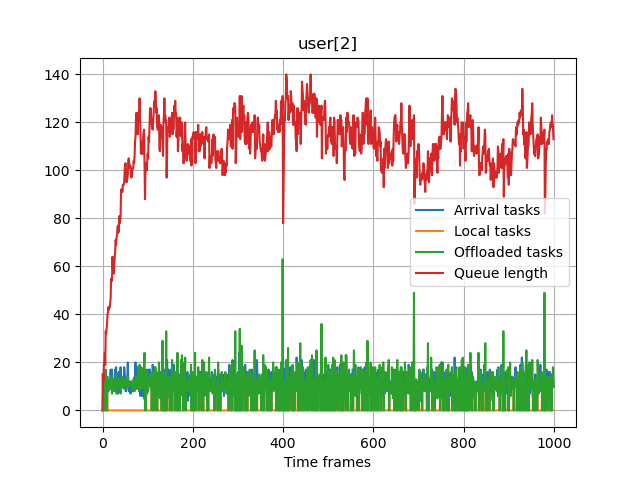 user[2]
140
120
100
80
60
40
20
0
Arrival tasks
Local tasks
Offloaded tasks
Queue length
0 200 400 600 800 1000
Time frames